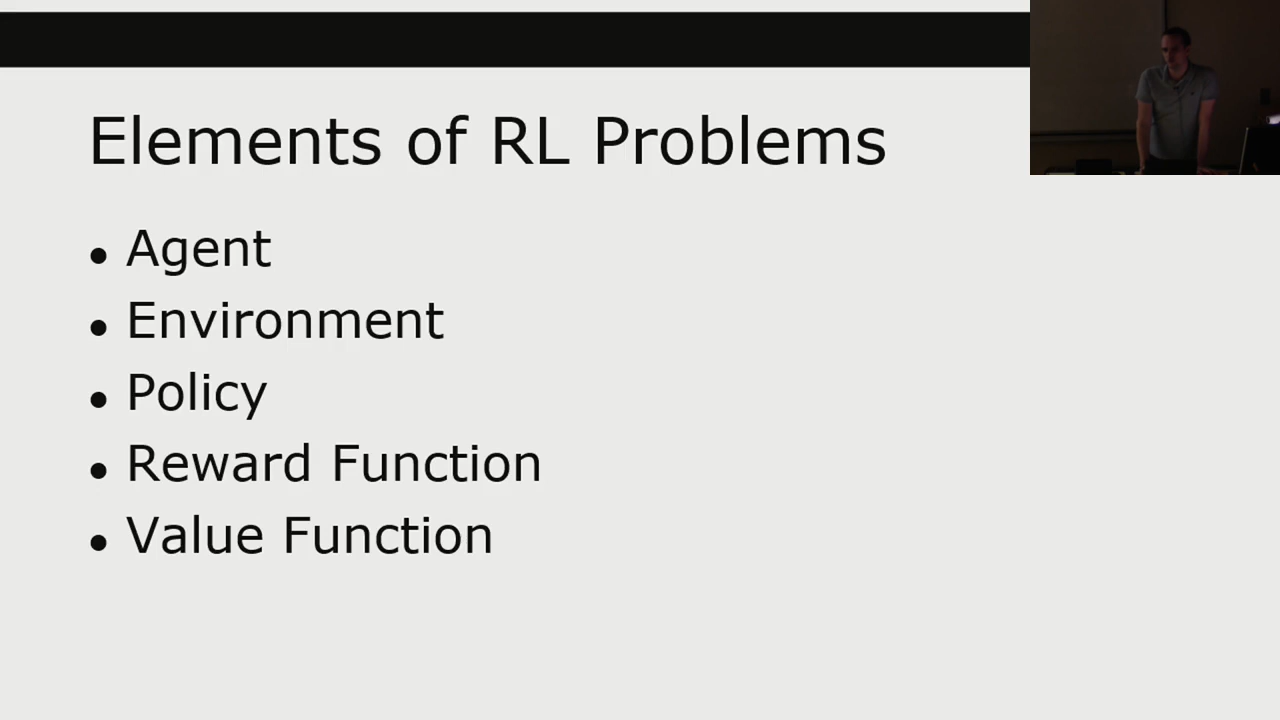 Elements of RL Problems
• Agent
• Environment
• Policy
• Reward Function
• Value Function